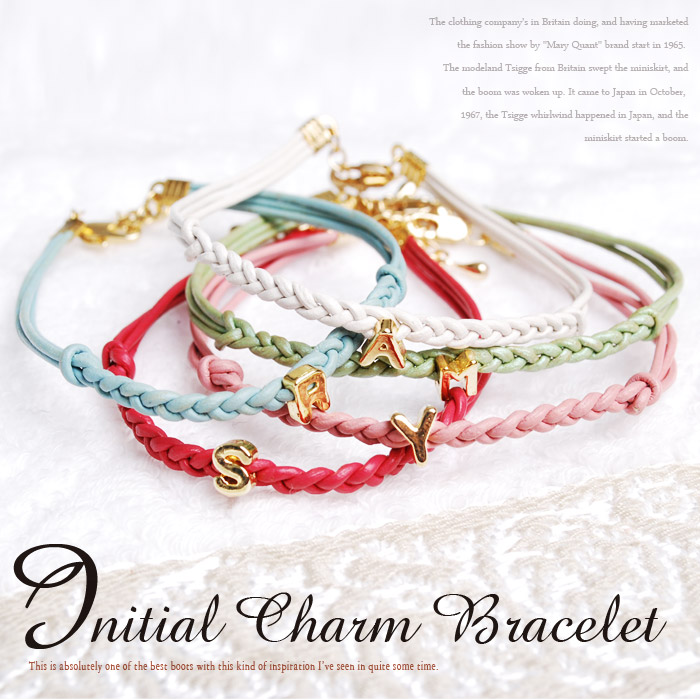 The clothing company's in Britain doing, and having marketed
the fashion show by "Mary Quant" brand start in 1965.
The modeland Tsigge from Britain swept the miniskirt, and
the boom was woken up. It came to Japan in October,
1967, the Tsigge whirlwind happened in Japan, and the
miniskirt started a boom.
A
M
R
Y
S
Initial Charm Bracelet
This is absolutely one of the best boots with this kind of inspiration I've seen in quite some time.